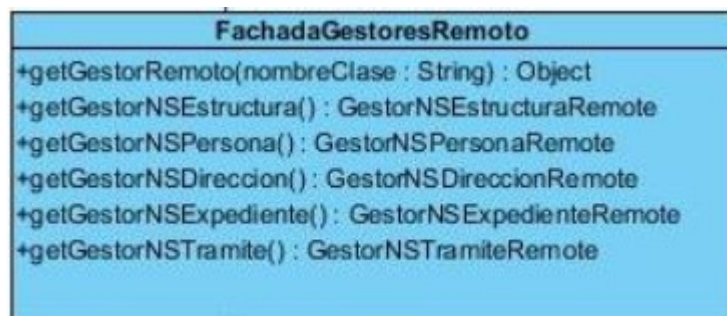 FachadaGestoresRemoto
+getGestorRemoto(nombreClase : String) : Object
+getGestorNSEstructura() : GestorNSEstructuraRemote
+getGestorNSPersona() : GestorNSPersonaRemote
+getGestorNSDireccion() : GestorNSDireccionRemote
+getGestorNSExpediente() : GestorNSExpedienteRemote
+getGestorNSTramite() : GestorNSTramiteRemote